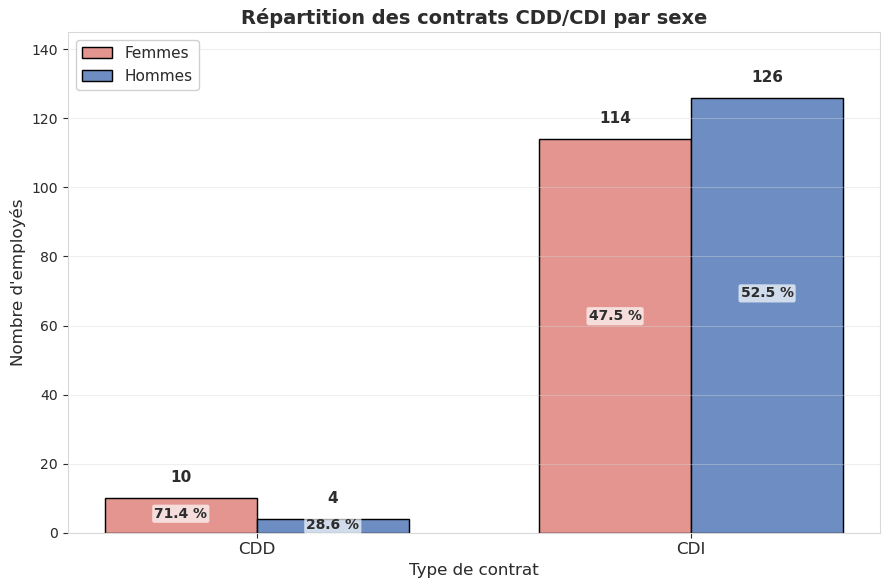 Répartition des contrats CDD/CDI par sexe
Femmes
Hommes
Nombre d'employés
140
120
100
80
60
40
20
0
10
71.4 %
4
28.6 %
114
47.5 %
126
52.5 %
CDD
CDI
Type de contrat